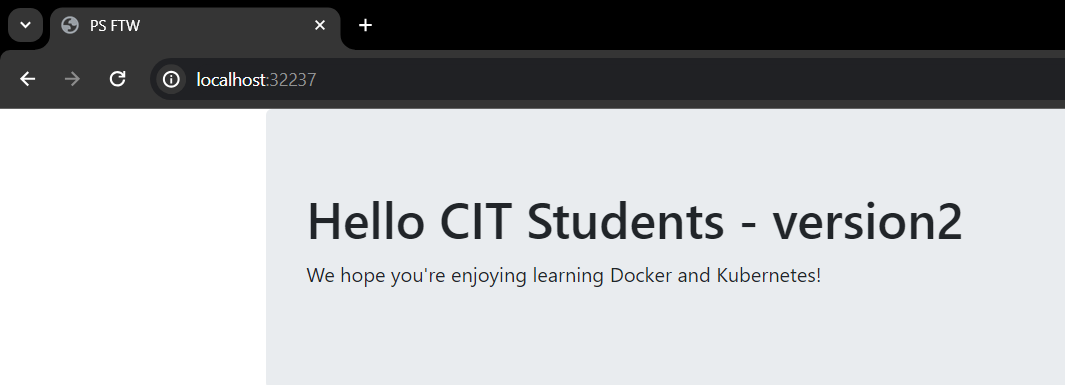 PS FTW
localhost:32237
Hello CIT Students - version2
We hope you're enjoying learning Docker and Kubernetes!